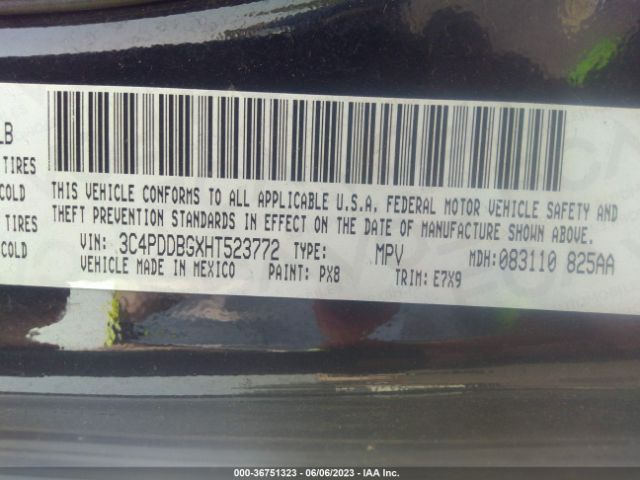 LB
TIRES
COLD
TIRES
COLD
THIS VEHICLE CONFORMS TO ALL APPLICABLE U.S.A. FEDERAL MOTOR VEHICLE SAFETY AND
THEFT PREVENTION STANDARDS IN EFFECT ON THE DATE OF MANUFACTURE SHOWN ABOVE.
VIN: 3C4PDDBGXHT523772 TYPE: MPV MDH: 083110 825AA
VEHICLE MADE IN MEXICO PAINT: PX8 TRIM: E7X9
000-36751323 - 06/06/2023 - IAA Inc.